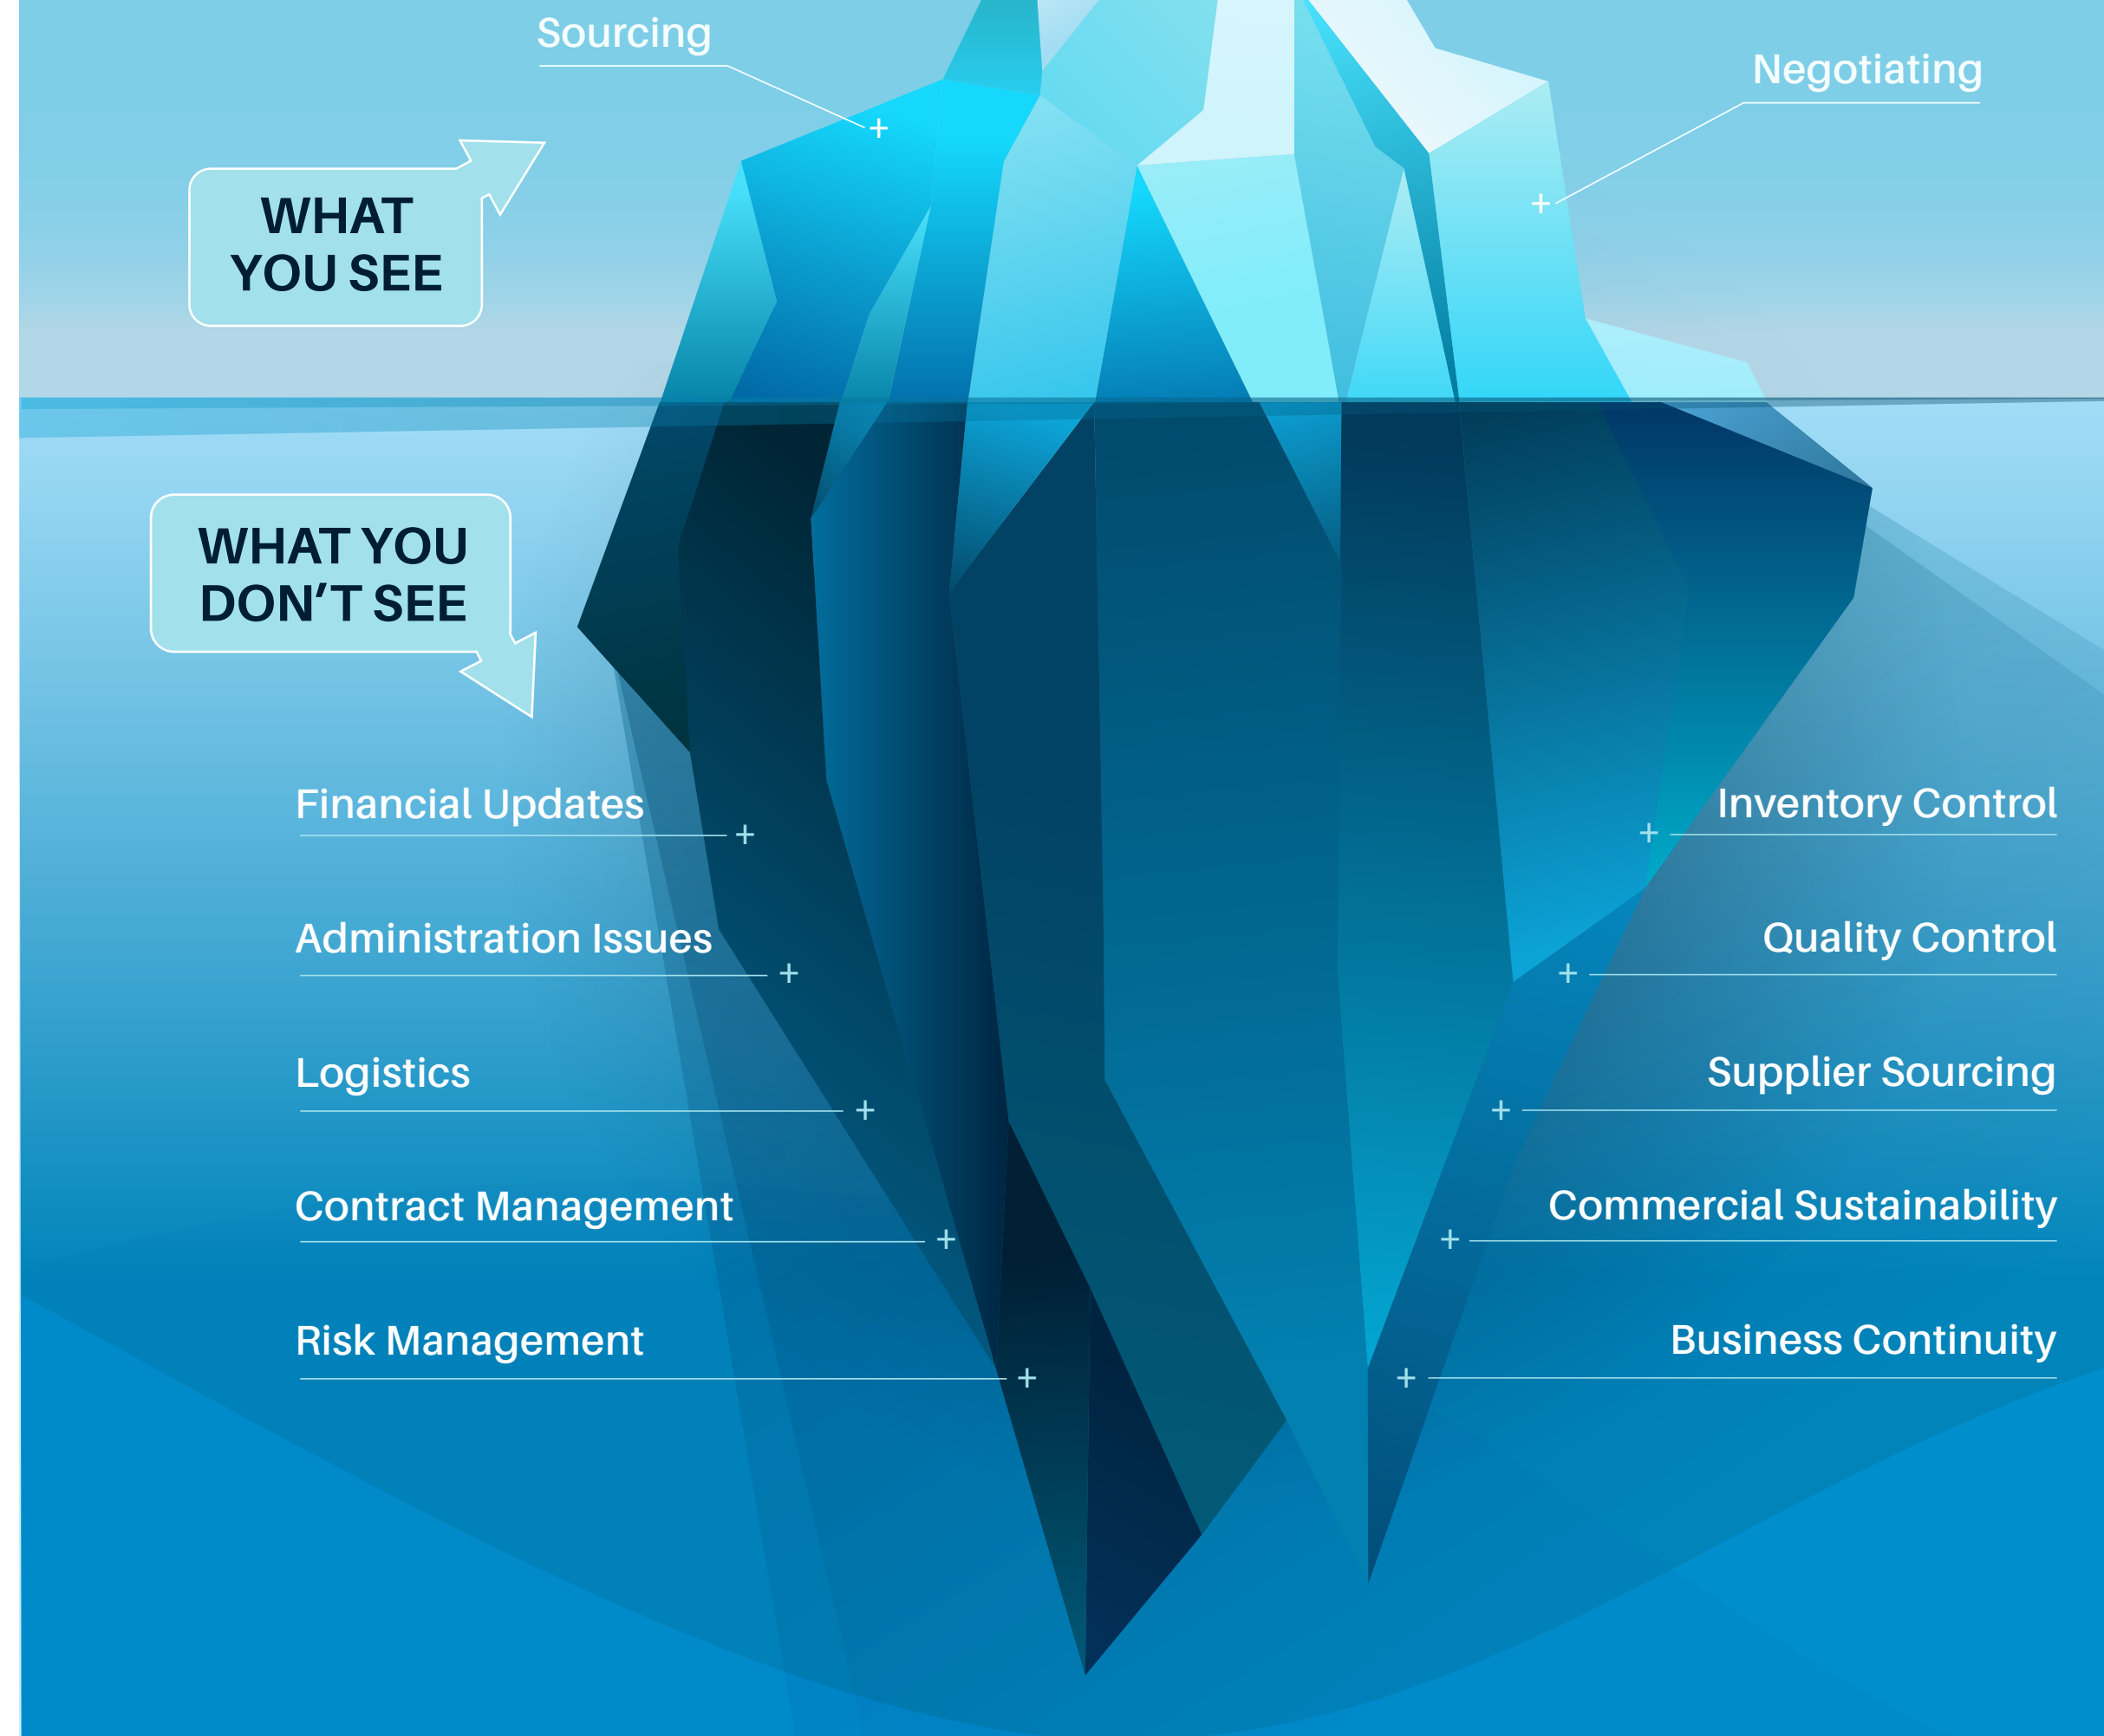 Sourcing
Negotiating
WHAT
YOU SEE
WHAT YOU
DON’T SEE
Financial Updates
Administration Issues
Logistics
Contract Management
Risk Management
Inventory Control
Quality Control
Supplier Sourcing
Commercial Sustainability
Business Continuity